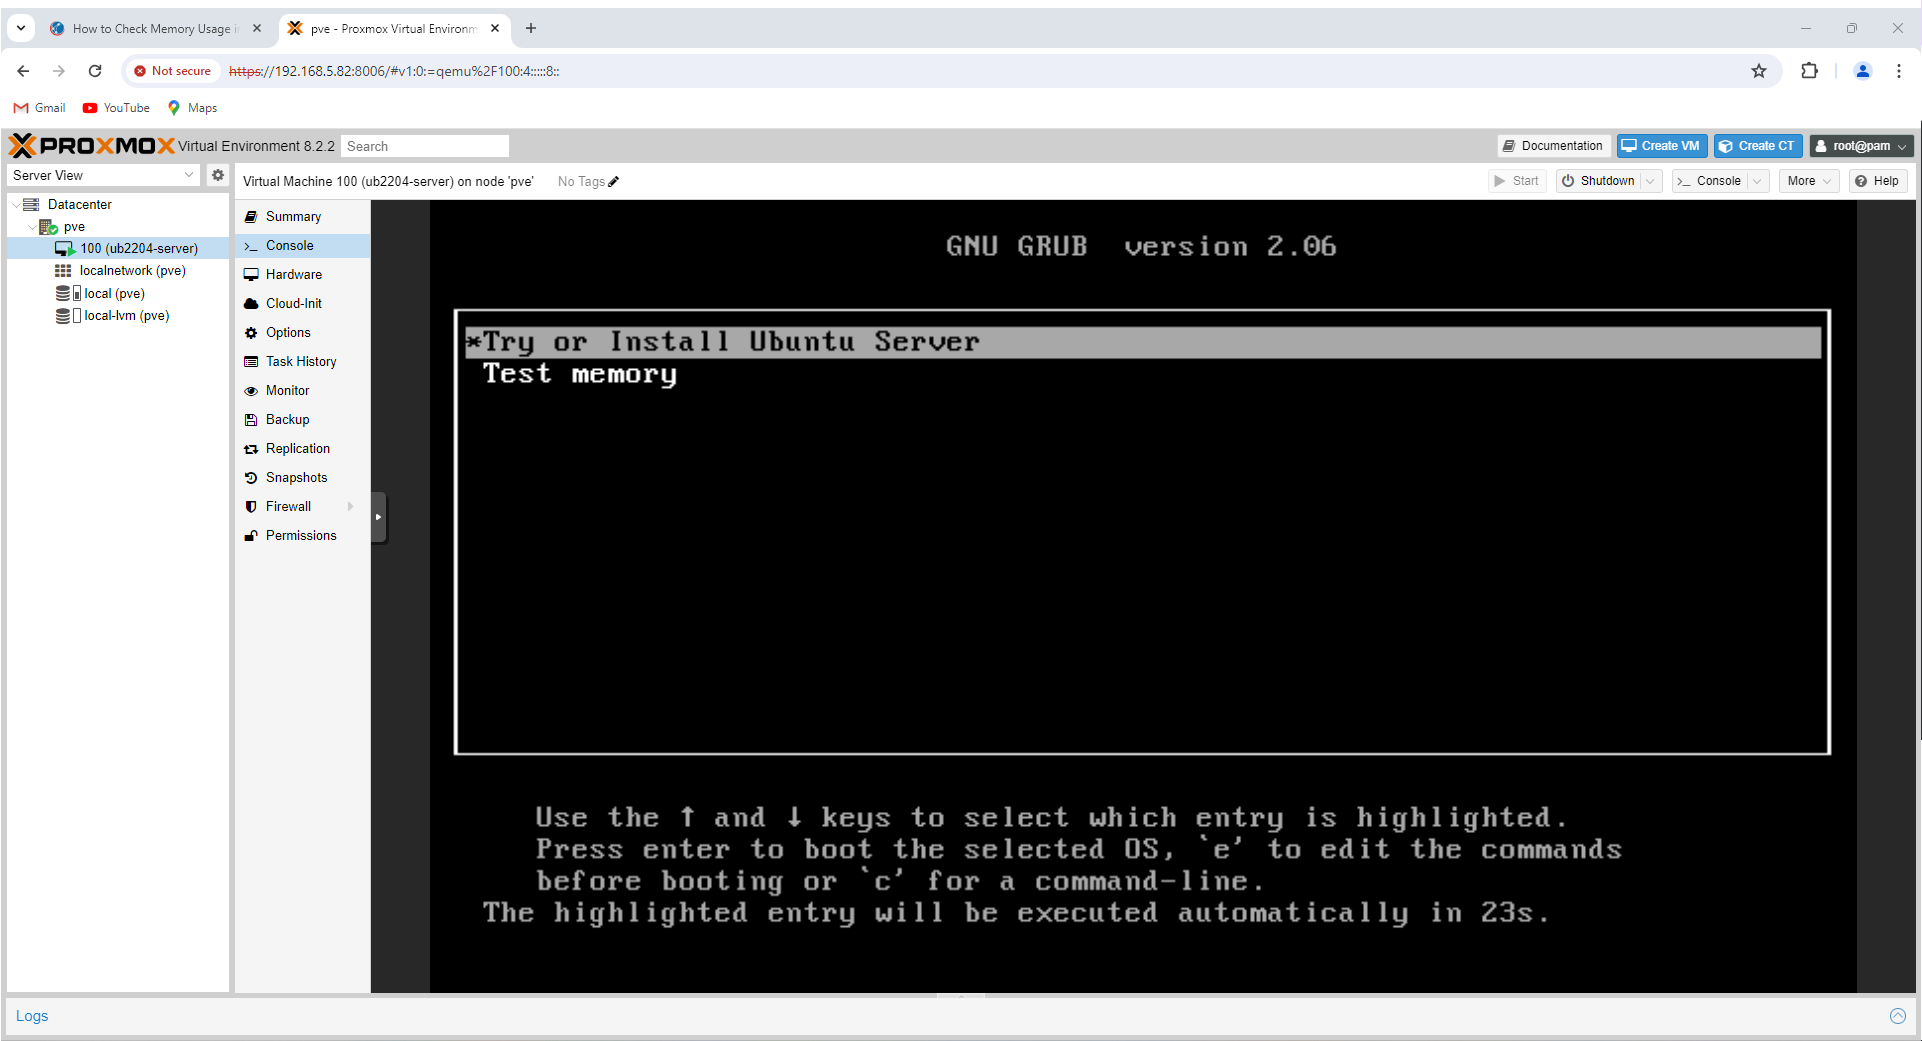 How to Check Memory Usage i
pve - Proxmox Virtual Environm
Not secure
https://192.168.5.82:8006/#v1:0:=qemu%2F100:4:::::8::
Gmail
YouTube
Maps
PROXMOX Virtual Environment 8.2.2
Search
Documentation
Create VM
Create CT
root@pam
Server View
Virtual Machine 100 (ub2204-server) on node 'pve'
No Tags
Start
Shutdown
>_ Console
More
Help
Datacenter
pve
100 (ub2204-server)
localnetwork (pve)
local (pve)
local-lvm (pve)
Summary
>_ Console
Hardware
Cloud-Init
Options
Task History
Monitor
Backup
Replication
Snapshots
Firewall
Permissions
GNU GRUB version 2.06
*Try or Install Ubuntu Server
Test memory
Use the ↑ and ↓ keys to select which entry is highlighted.
Press enter to boot the selected OS, `e' to edit the commands
before booting or `c' for a command-line.
The highlighted entry will be executed automatically in 23s.
Logs